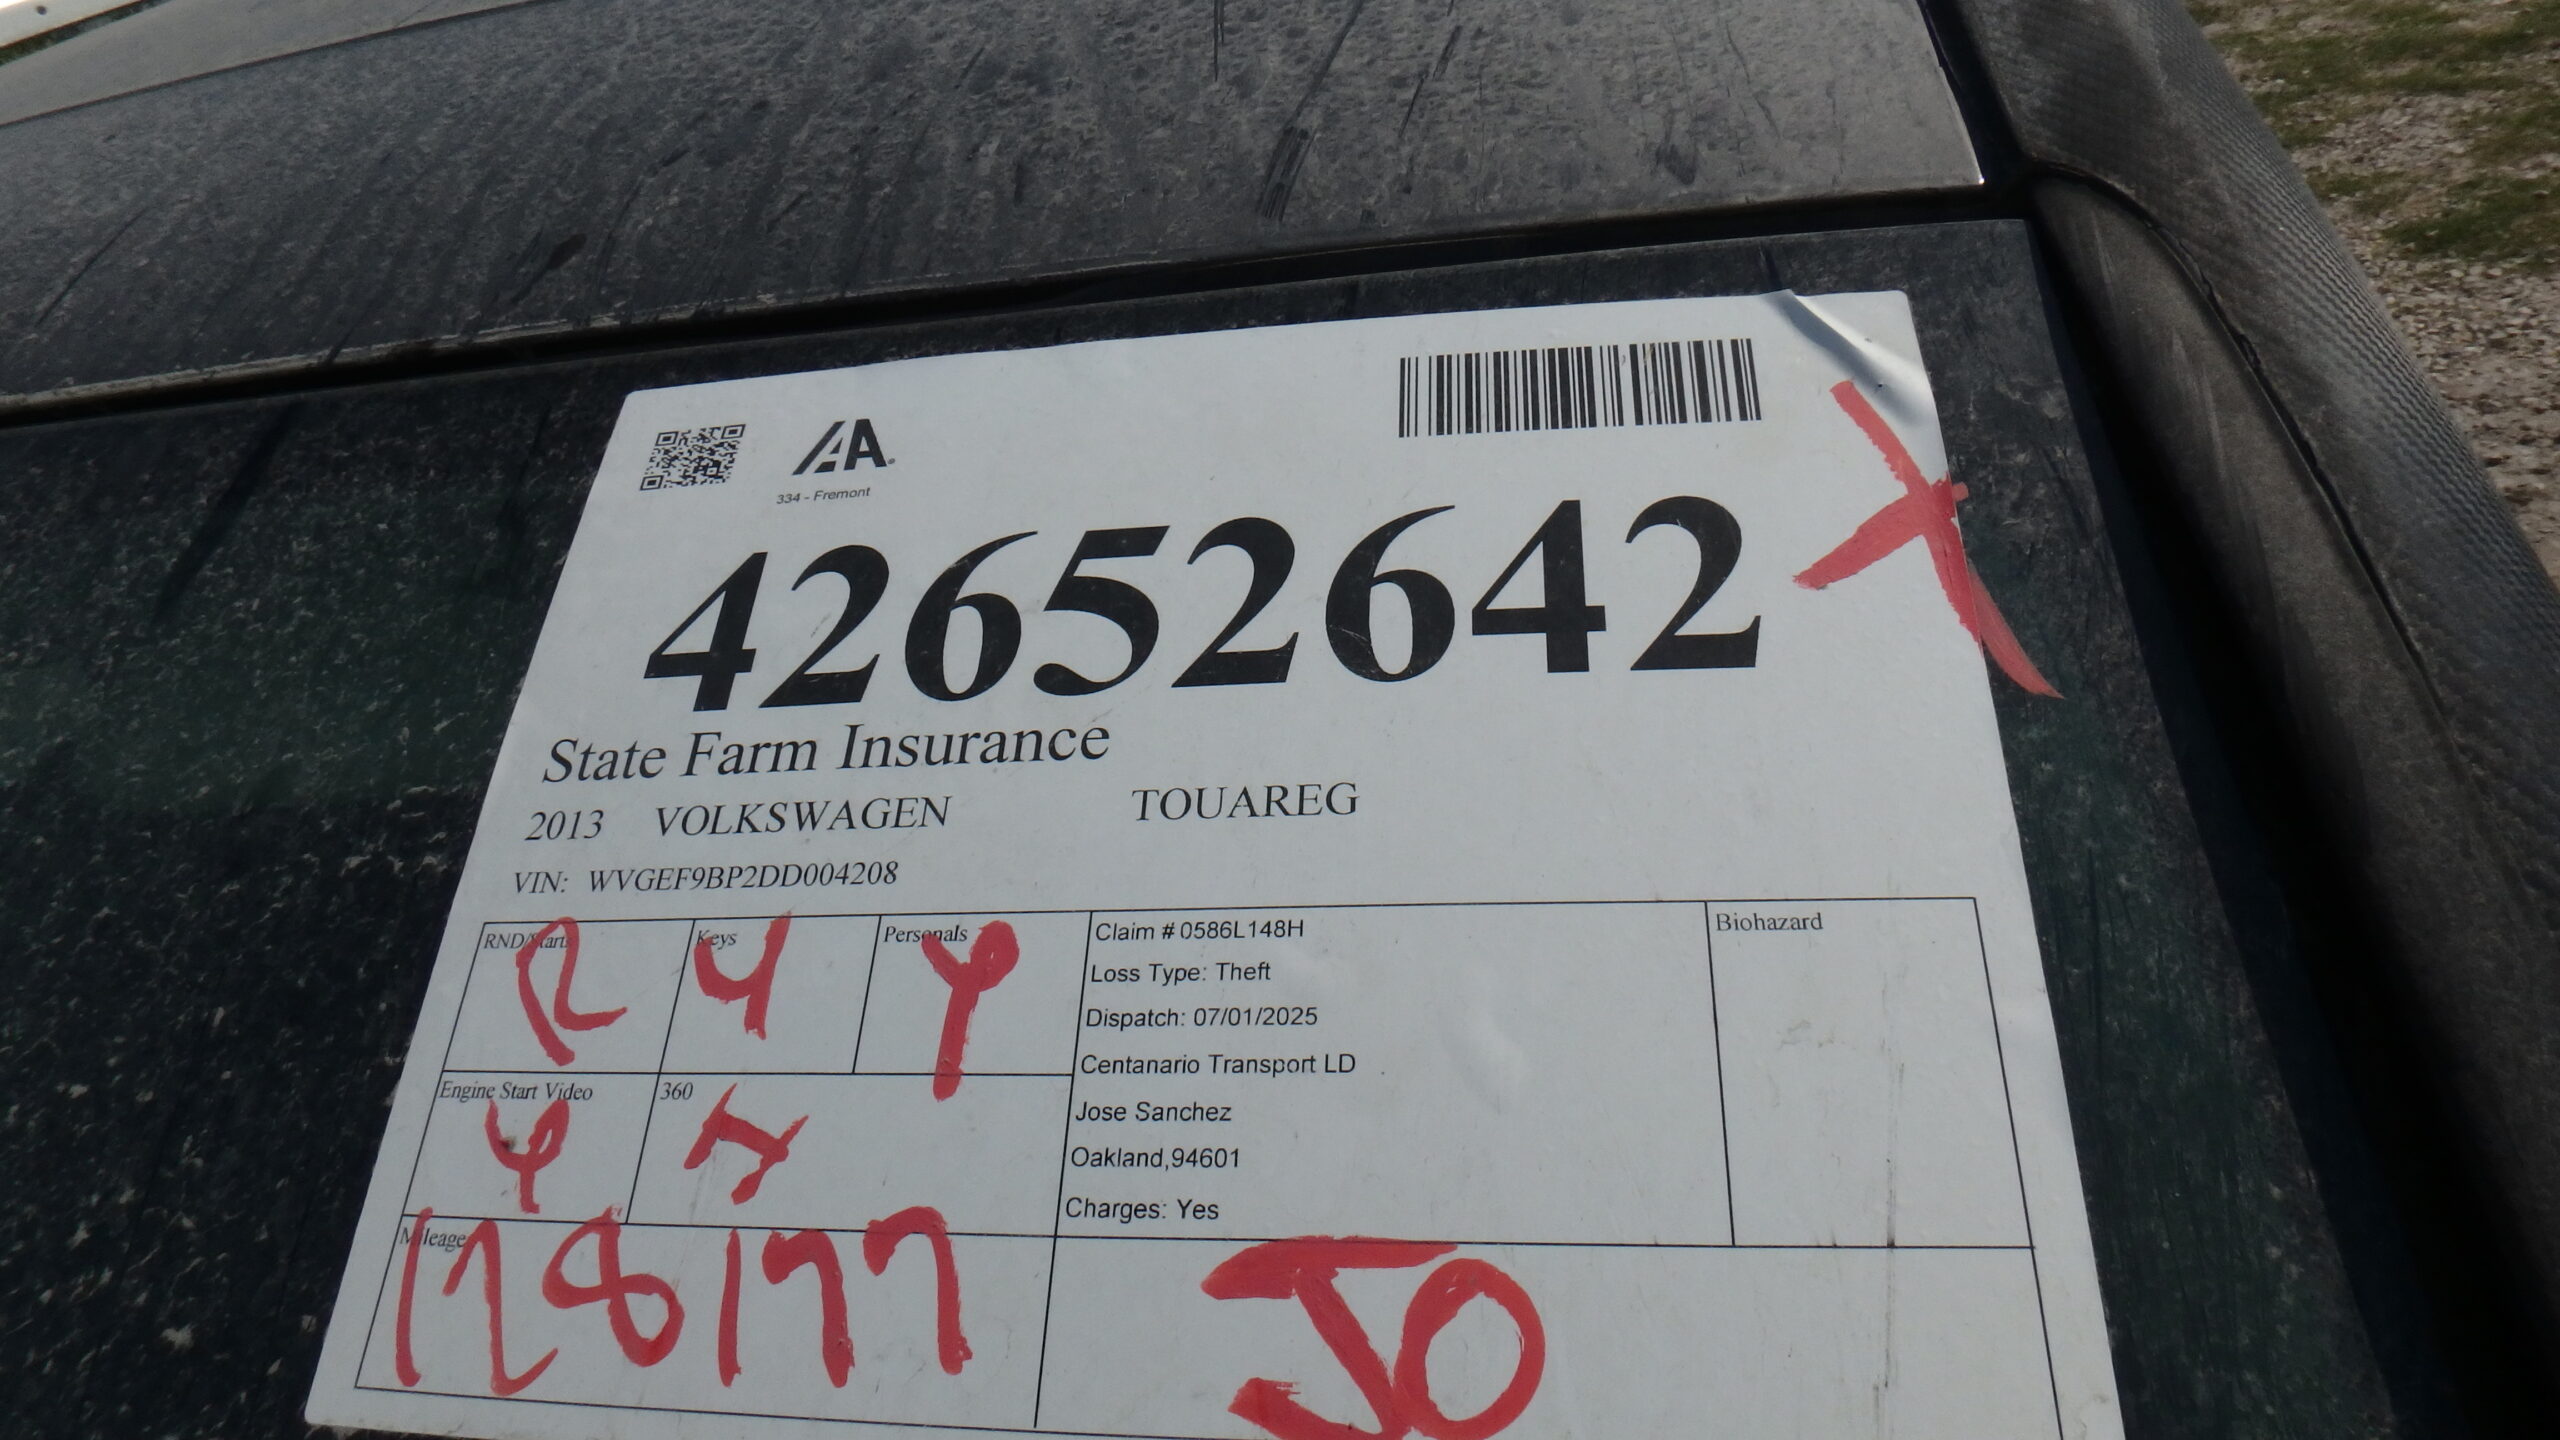 IAA
334 - Fremont
42652642 X
State Farm Insurance
2013 VOLKSWAGEN TOUAREG
VIN: WVGEF9BP2DD004208
RND/Starts Keys Personals
R Y Y
Engine Start Video 360
Y
Mileage
128177
Claim # 0586L148H
Loss Type: Theft
Dispatch: 07/01/2025
Centanario Transport LD
Jose Sanchez
Oakland,94601
Charges: Yes
Biohazard
JO